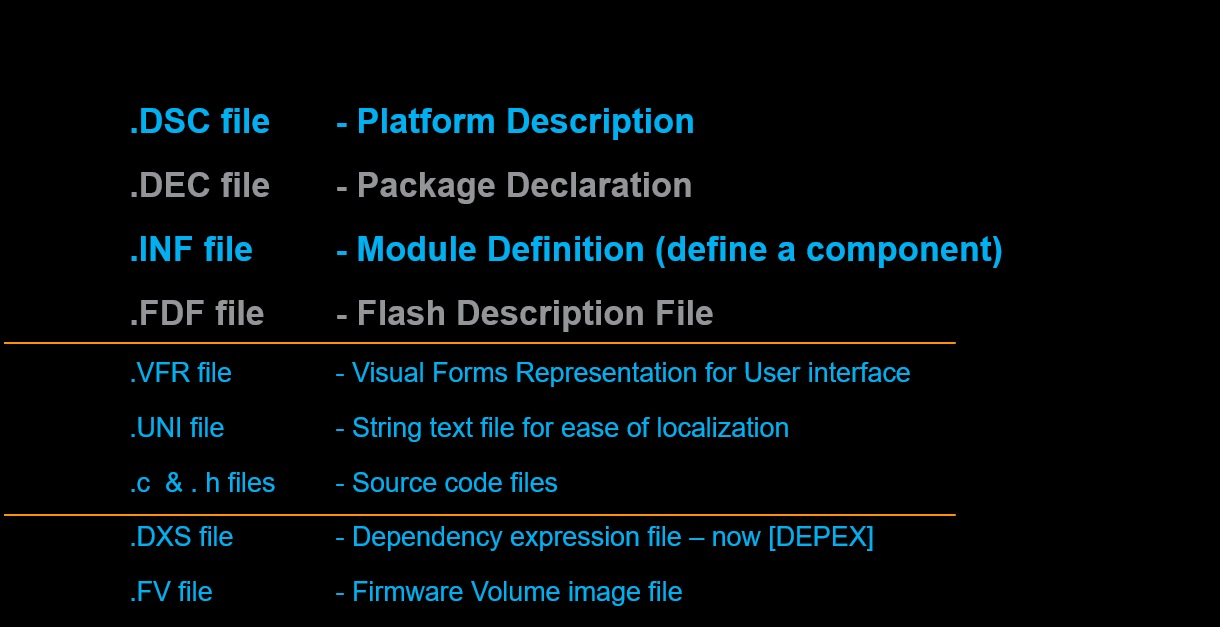 .DSC file - Platform Description
.DEC file - Package Declaration
.INF file - Module Definition (define a component)
.FDF file - Flash Description File
.VFR file - Visual Forms Representation for User interface
.UNI file - String text file for ease of localization
.c & . h files - Source code files
.DXS file - Dependency expression file – now [DEPEX]
.FV file - Firmware Volume image file